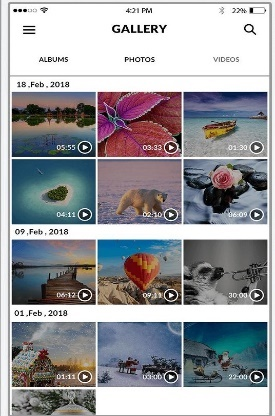 4:21 PM 22%
GALLERY
ALBUMS PHOTOS VIDEOS
18 ,Feb , 2018
05:55 03:33 01:30
04:11 02:10 06:09
09 ,Feb , 2018
06:12 09:11 30:00
01 ,Feb , 2018
01:11 03:00 22:00